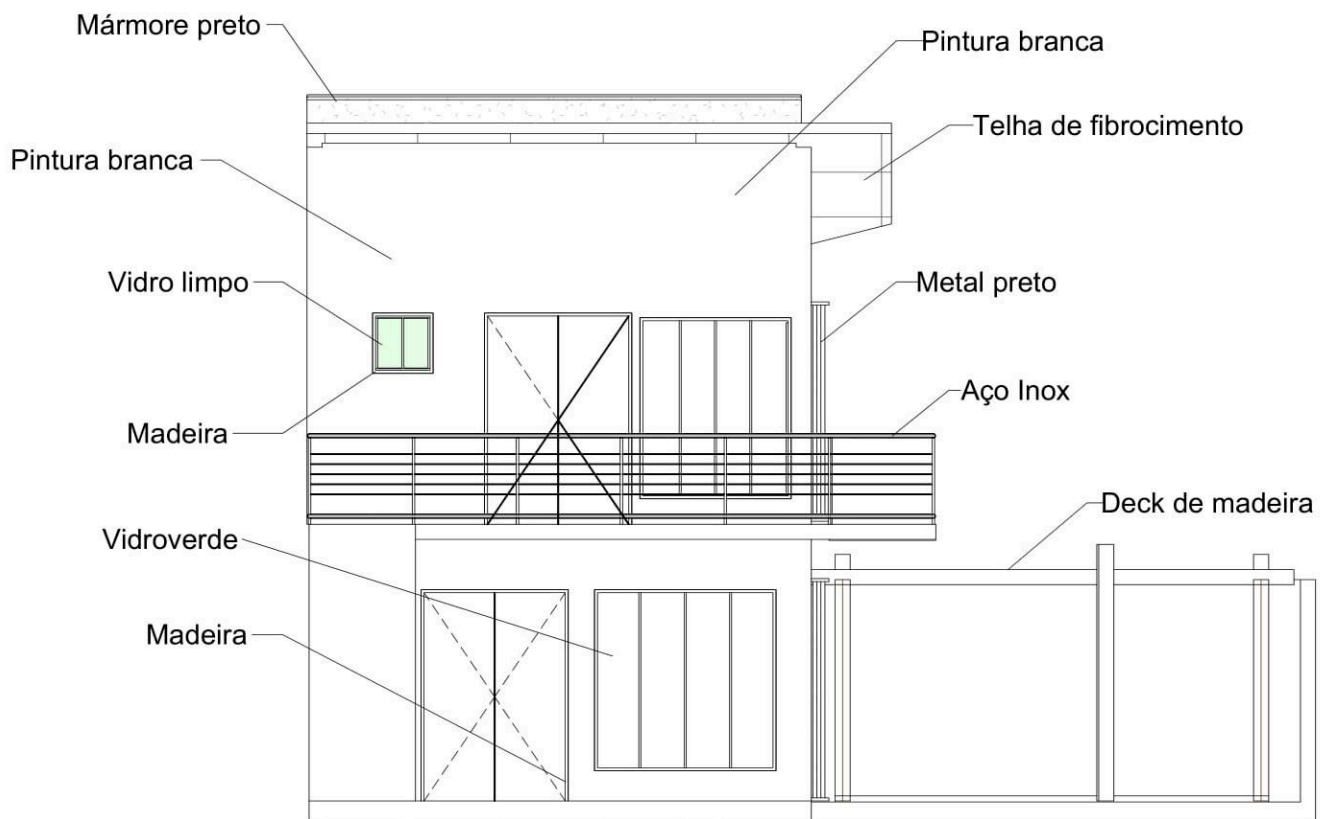 Mármore preto
Pintura branca
Telha de fibrocimento
Pintura branca
Vidro limpo
Metal preto
Aço Inox
Madeira
Deck de madeira
Vidroverde
Madeira